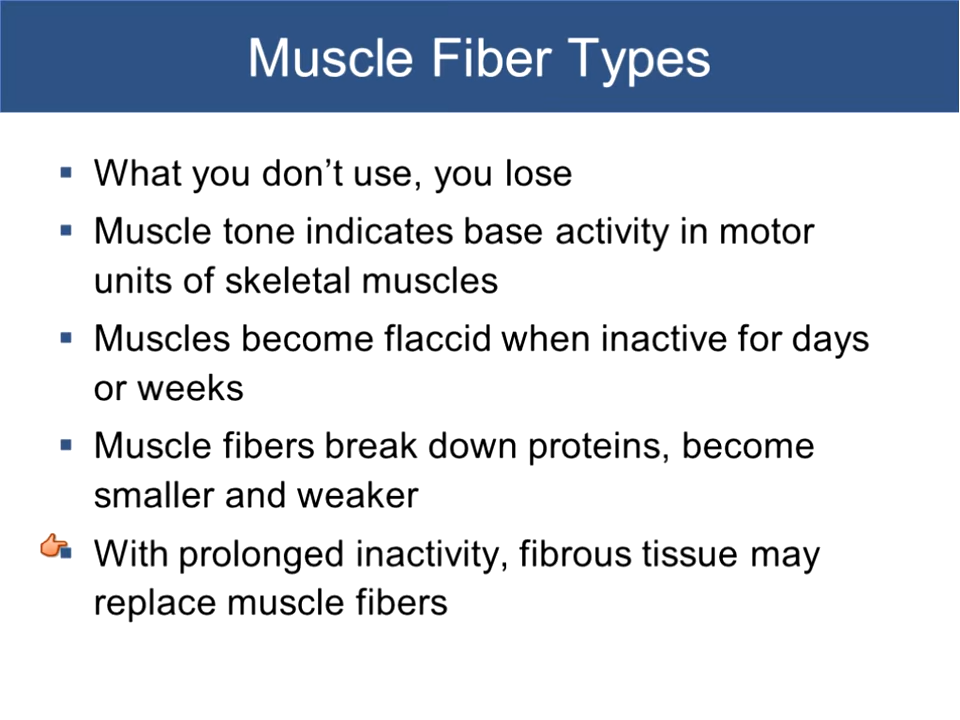 Muscle Fiber Types
What you don’t use, you lose
Muscle tone indicates base activity in motor
units of skeletal muscles
Muscles become flaccid when inactive for days
or weeks
Muscle fibers break down proteins, become
smaller and weaker
With prolonged inactivity, fibrous tissue may
replace muscle fibers